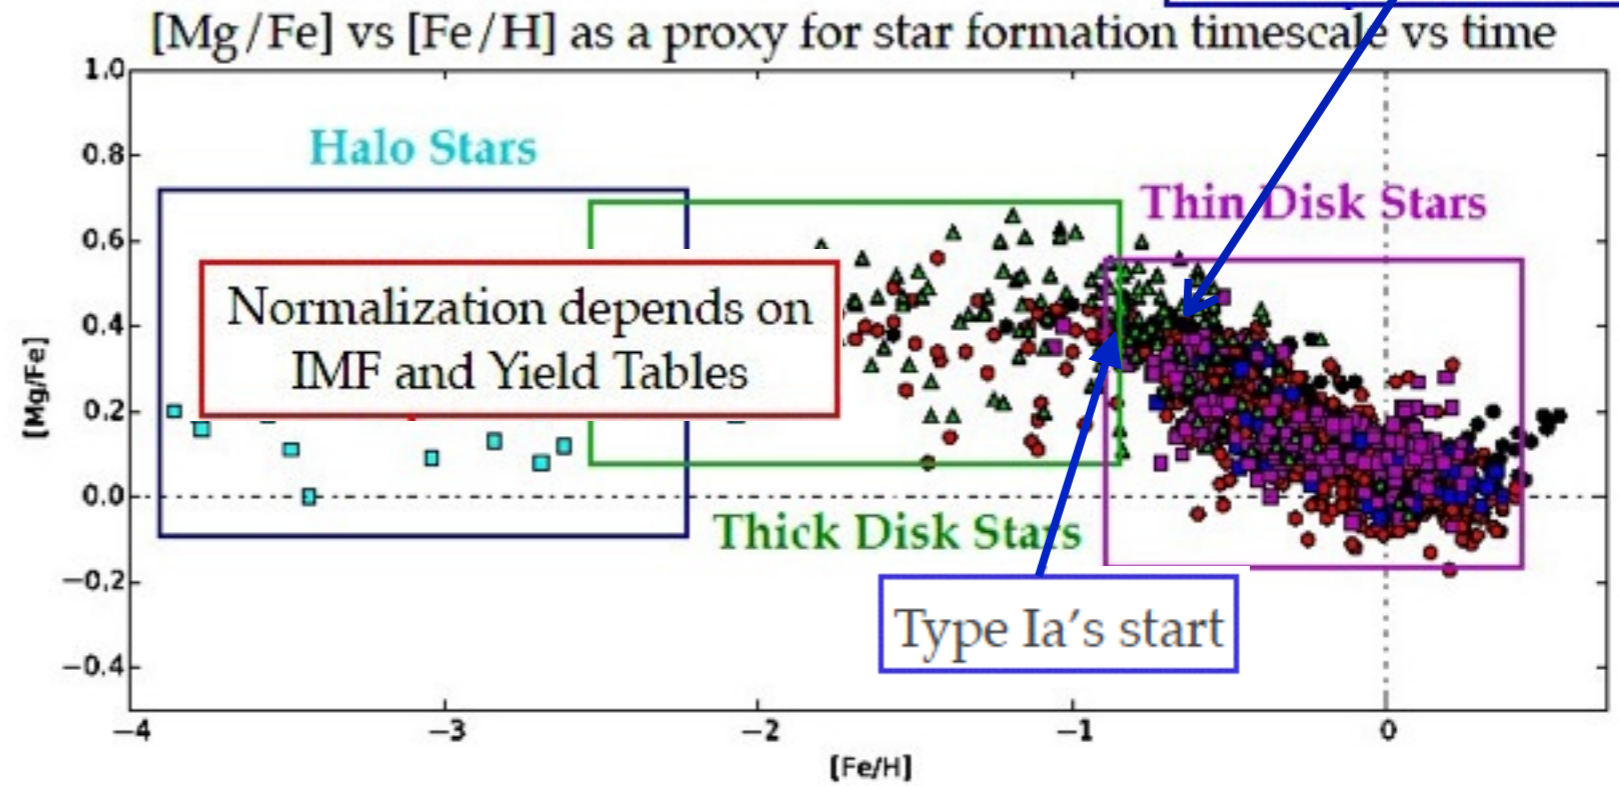 [Mg/Fe] vs [Fe/H] as a proxy for star formation timescale vs time
1.0
0.8
0.6
0.4
0.2
0.0
−0.2
−0.4
[Mg/Fe]
Halo Stars
Thin Disk Stars
Normalization depends on
IMF and Yield Tables
Thick Disk Stars
Type Ia's start
−4
−3
−2
−1
0
[Fe/H]